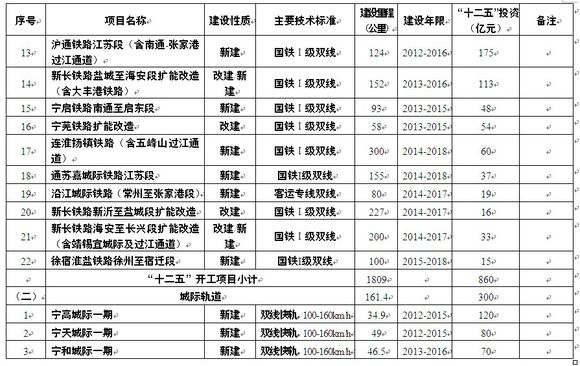 序号 项目名称 建设性质 主要技术标准 建设里程(公里) 建设年限 “十二五”投资(亿元) 备注
13 沪通铁路江苏段（含南通-张家港过江通道） 新建 国铁Ⅰ级双线 124 2012-2016 175
14 新长铁路盐城至海安段扩能改造（含大丰港铁路） 改建 新建 国铁Ⅰ级双线 152 2013-2016 113
15 宁启铁路南通至启东段 新建 国铁Ⅰ级双线 93 2013-2015 48
16 宁芜铁路扩能改造 改建 国铁Ⅰ级双线 58 2013-2015 54
17 连淮扬镇铁路（含五峰山过江通道） 新建 国铁Ⅰ级双线 300 2014-2018 60
18 通苏嘉城际铁路江苏段 新建 国铁Ⅰ级双线 155 2014-2018 37
19 沿江城际铁路（常州至张家港段） 新建 客运专线双线 80 2014-2017 19
20 新长铁路新沂至盐城段扩能改造 改建 国铁Ⅰ级双线 227 2014-2017 16
21 新长铁路海安至长兴段扩能改造（含靖锡宜城际及过江通道） 改建 新建 国铁Ⅰ级双线 200 2014-2017 33
22 徐宿淮盐铁路徐州至宿迁段 新建 国铁Ⅰ级双线 100 2015-2018 15
“十二五”开工项目小计 1809 860
（二） 城际轨道 161.4 300
1 宁高城际一期 新建 双线快轨，100-160km/h 34.9 2012-2015 120
2 宁天城际一期 新建 双线快轨，100-160km/h 49 2012-2015 80
3 宁和城际一期 新建 双线快轨，100-160km/h 46.5 2013-2016 70